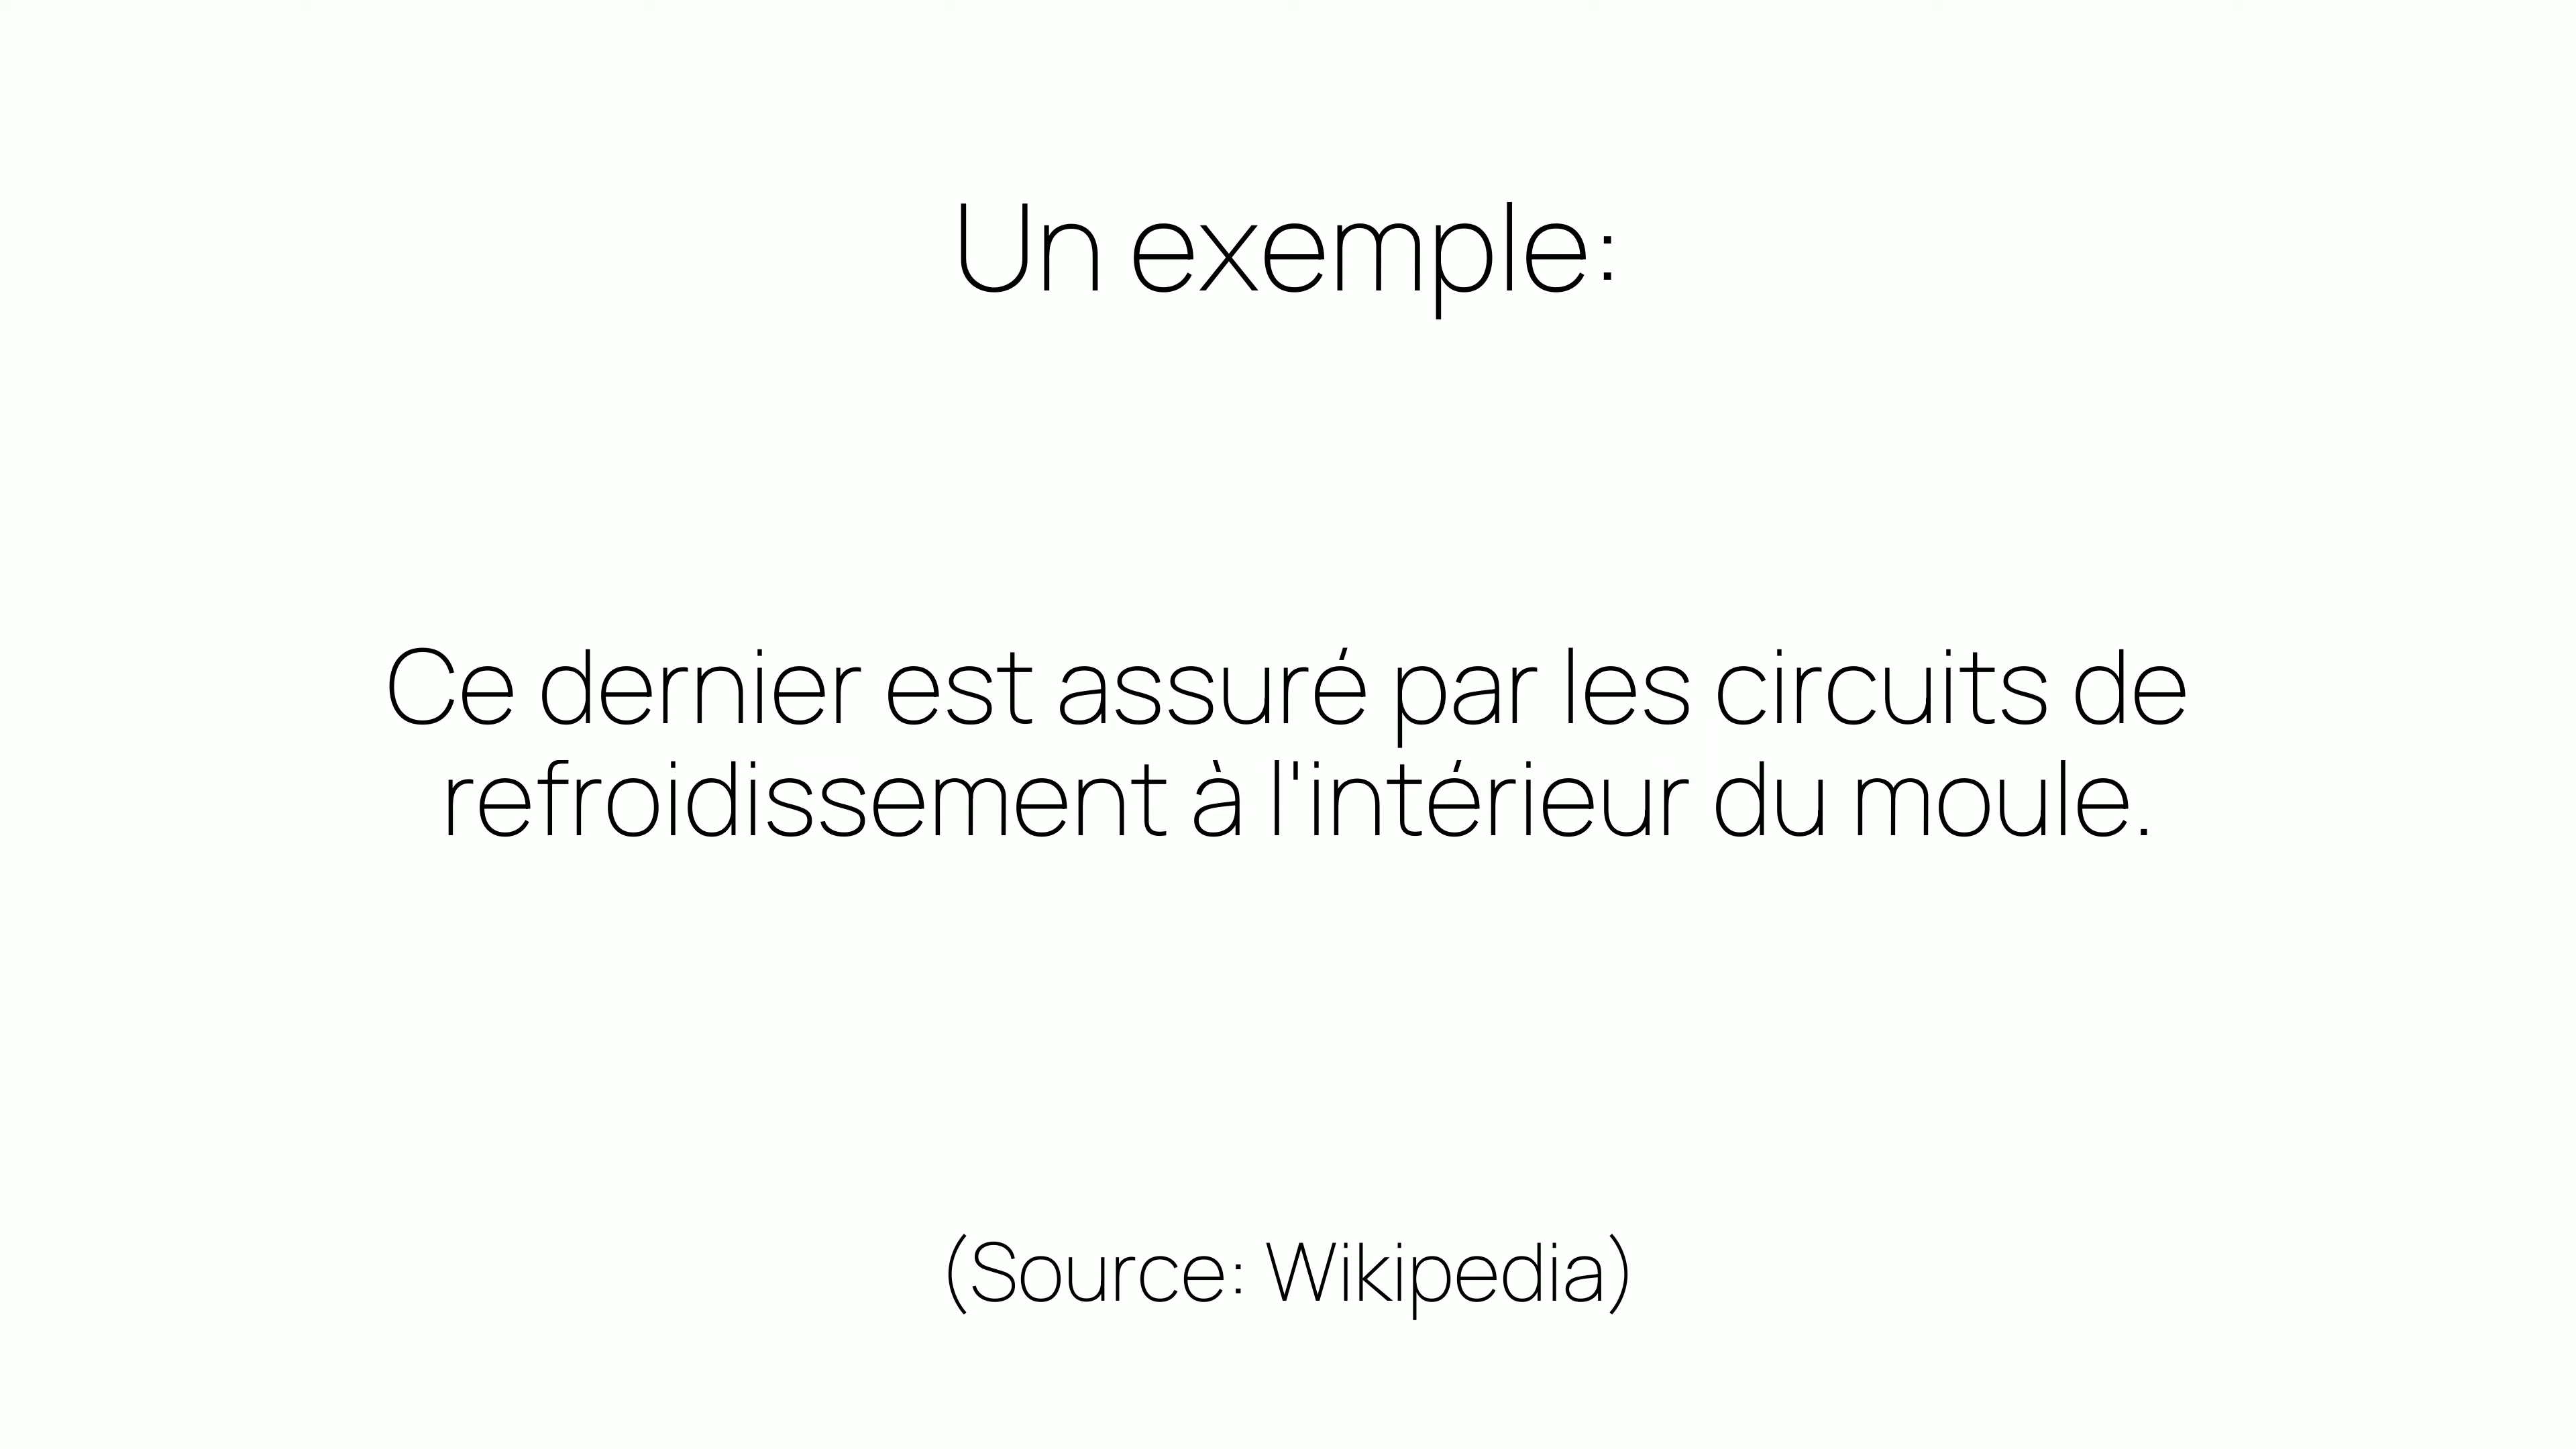 Un exemple:
Ce dernier est assuré par les circuits de
refroidissement à l'intérieur du moule.
(Source: Wikipedia)